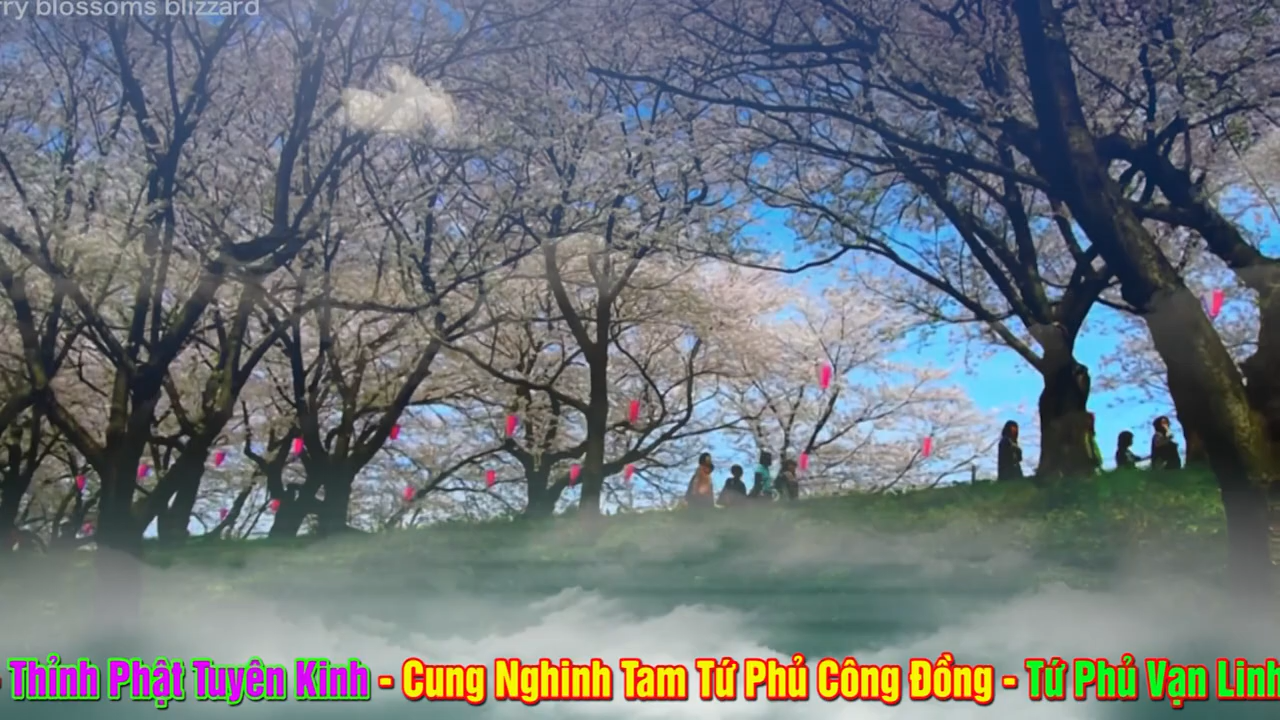 rry blossoms blizzard
- Thỉnh Phật Tuyên Kinh - Cung Nghinh Tam Tứ Phủ Công Đồng - Tứ Phủ Vạn Linh